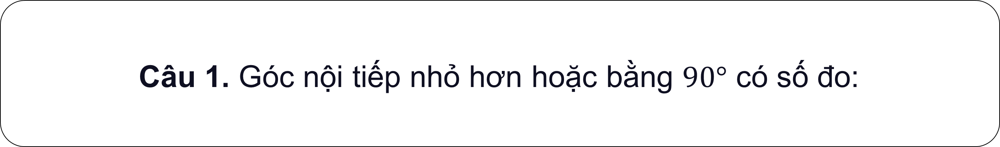 Câu 1. Góc nội tiếp nhỏ hơn hoặc bằng 90° có số đo: